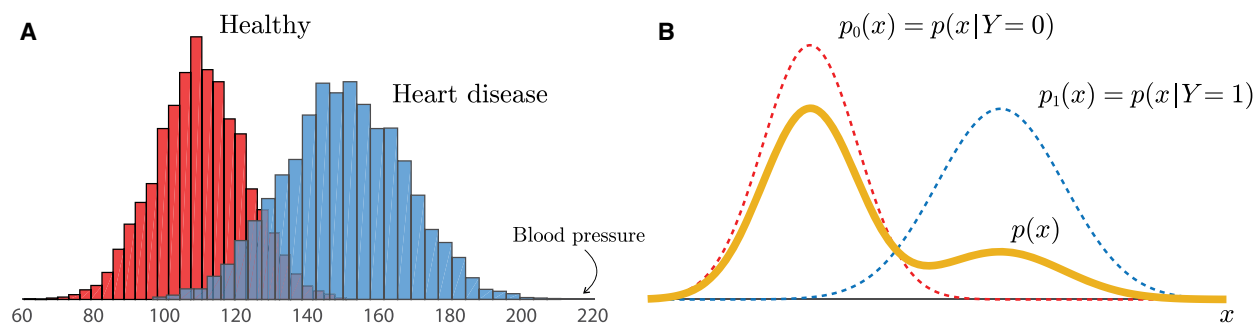 A
Healthy
Heart disease
Blood pressure
60 80 100 120 140 160 180 200 220
B
p₀(x) = p(x|Y = 0)
p₁(x) = p(x|Y = 1)
p(x)
x